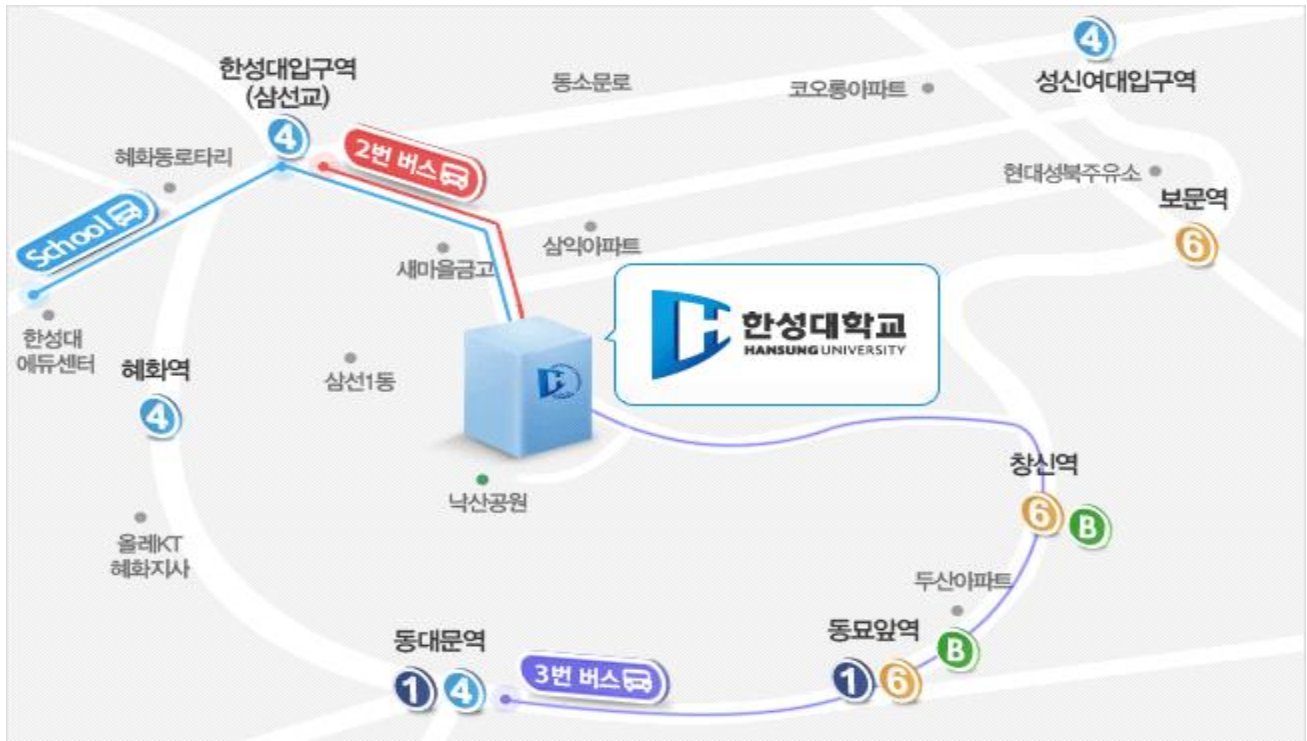 한성대입구역
(삼선교)
4
동소문로
코오롱아파트
4
성신여대입구역
혜화동로타리
2번 버스
현대성북주유소
보문역
6
School
새마을금고
삼익아파트
한성대
에듀센터
혜화역
4
삼선1동
한성대학교
HANSUNG UNIVERSITY
낙산공원
창신역
6
B
올레KT
혜화지사
두산아파트
동대문역
1
4
3번 버스
동묘앞역
1
6
B